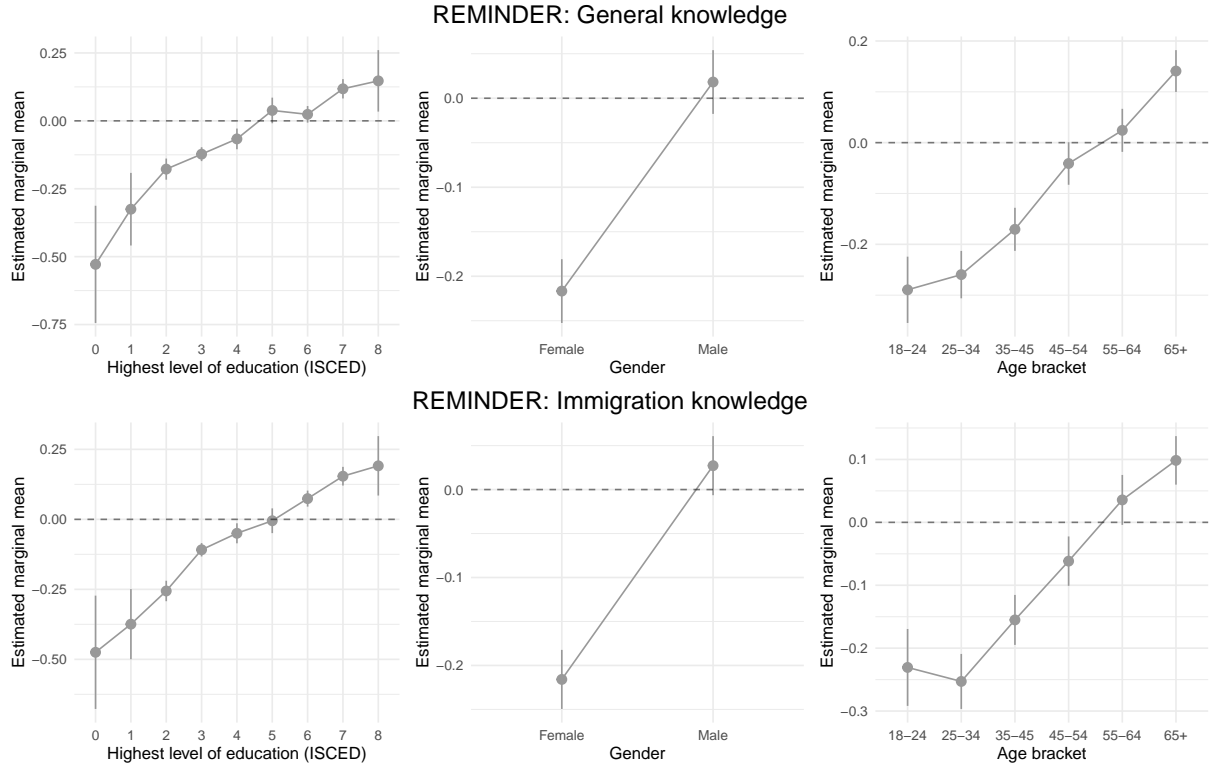 REMINDER: General knowledge
Estimated marginal mean
0.25
0.00
−0.25
−0.50
−0.75
0 1 2 3 4 5 6 7 8
Highest level of education (ISCED)
Estimated marginal mean
0.0
−0.1
−0.2
Female Male
Gender
Estimated marginal mean
0.2
0.0
−0.2
18−24 25−34 35−45 45−54 55−64 65+
Age bracket
REMINDER: Immigration knowledge
Estimated marginal mean
0.25
0.00
−0.25
−0.50
0 1 2 3 4 5 6 7 8
Highest level of education (ISCED)
Estimated marginal mean
0.0
−0.1
−0.2
Female Male
Gender
Estimated marginal mean
0.1
0.0
−0.1
−0.2
−0.3
18−24 25−34 35−45 45−54 55−64 65+
Age bracket